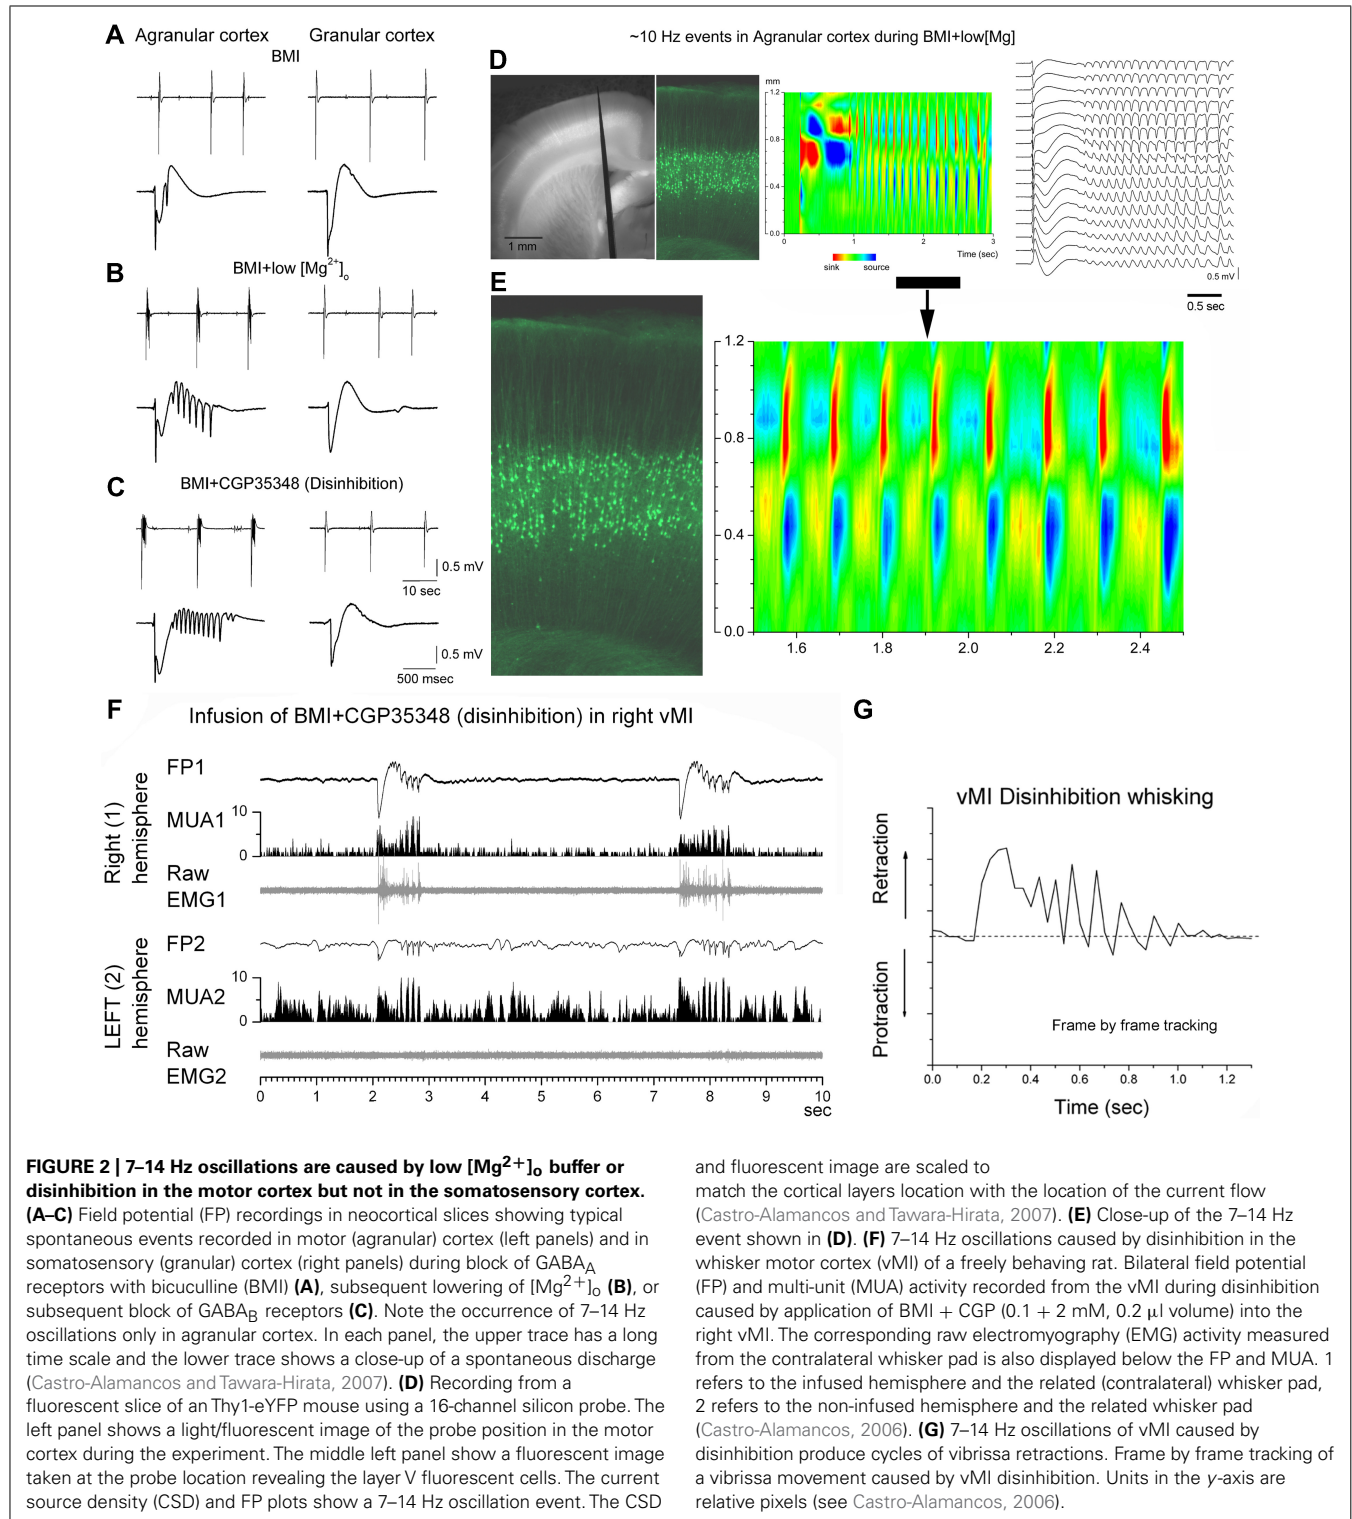 A
Agranular cortex
Granular cortex
BMI
B
BMI+low [Mg2+]o
C
BMI+CGP35348 (Disinhibition)
0.5 mV
10 sec
0.5 mV
500 msec
~10 Hz events in Agranular cortex during BMI+low[Mg]
D
1 mm
mm
1.2
0.8
0.4
0.0
0
1
2
3
Time (sec)
sink
source
0.5 mV
0.5 sec
E
1.2
0.8
0.4
0.0
1.6
1.8
2.0
2.2
2.4
F
Infusion of BMI+CGP35348 (disinhibition) in right vMI
Right (1)
hemisphere
FP1
MUA1
10
0
Raw
EMG1
LEFT (2)
hemisphere
FP2
MUA2
10
0
Raw
EMG2
0 1 2 3 4 5 6 7 8 9 10
sec
G
vMI Disinhibition whisking
Retraction
Protraction
Frame by frame tracking
0.0 0.2 0.4 0.6 0.8 1.0 1.2
Time (sec)
FIGURE 2 | 7–14 Hz oscillations are caused by low [Mg2+]o buffer or
disinhibition in the motor cortex but not in the somatosensory cortex.
(A–C) Field potential (FP) recordings in neocortical slices showing typical
spontaneous events recorded in motor (agranular) cortex (left panels) and in
somatosensory (granular) cortex (right panels) during block of GABAA
receptors with bicuculline (BMI) (A), subsequent lowering of [Mg2+]o (B), or
subsequent block of GABAB receptors (C). Note the occurrence of 7–14 Hz
oscillations only in agranular cortex. In each panel, the upper trace has a long
time scale and the lower trace shows a close-up of a spontaneous discharge
(Castro-Alamancos and Tawara-Hirata, 2007). (D) Recording from a
fluorescent slice of an Thy1-eYFP mouse using a 16-channel silicon probe. The
left panel shows a light/fluorescent image of the probe position in the motor
cortex during the experiment. The middle left panel show a fluorescent image
taken at the probe location revealing the layer V fluorescent cells. The current
source density (CSD) and FP plots show a 7–14 Hz oscillation event. The CSD
and fluorescent image are scaled to
match the cortical layers location with the location of the current flow
(Castro-Alamancos and Tawara-Hirata, 2007). (E) Close-up of the 7–14 Hz
event shown in (D). (F) 7–14 Hz oscillations caused by disinhibition in the
whisker motor cortex (vMI) of a freely behaving rat. Bilateral field potential
(FP) and multi-unit (MUA) activity recorded from the vMI during disinhibition
caused by application of BMI + CGP (0.1 + 2 mM, 0.2 μl volume) into the
right vMI. The corresponding raw electromyography (EMG) activity measured
from the contralateral whisker pad is also displayed below the FP and MUA. 1
refers to the infused hemisphere and the related (contralateral) whisker pad,
2 refers to the non-infused hemisphere and the related whisker pad
(Castro-Alamancos, 2006). (G) 7–14 Hz oscillations of vMI caused by
disinhibition produce cycles of vibrissa retractions. Frame by frame tracking of
a vibrissa movement caused by vMI disinhibition. Units in the y-axis are
relative pixels (see Castro-Alamancos, 2006).